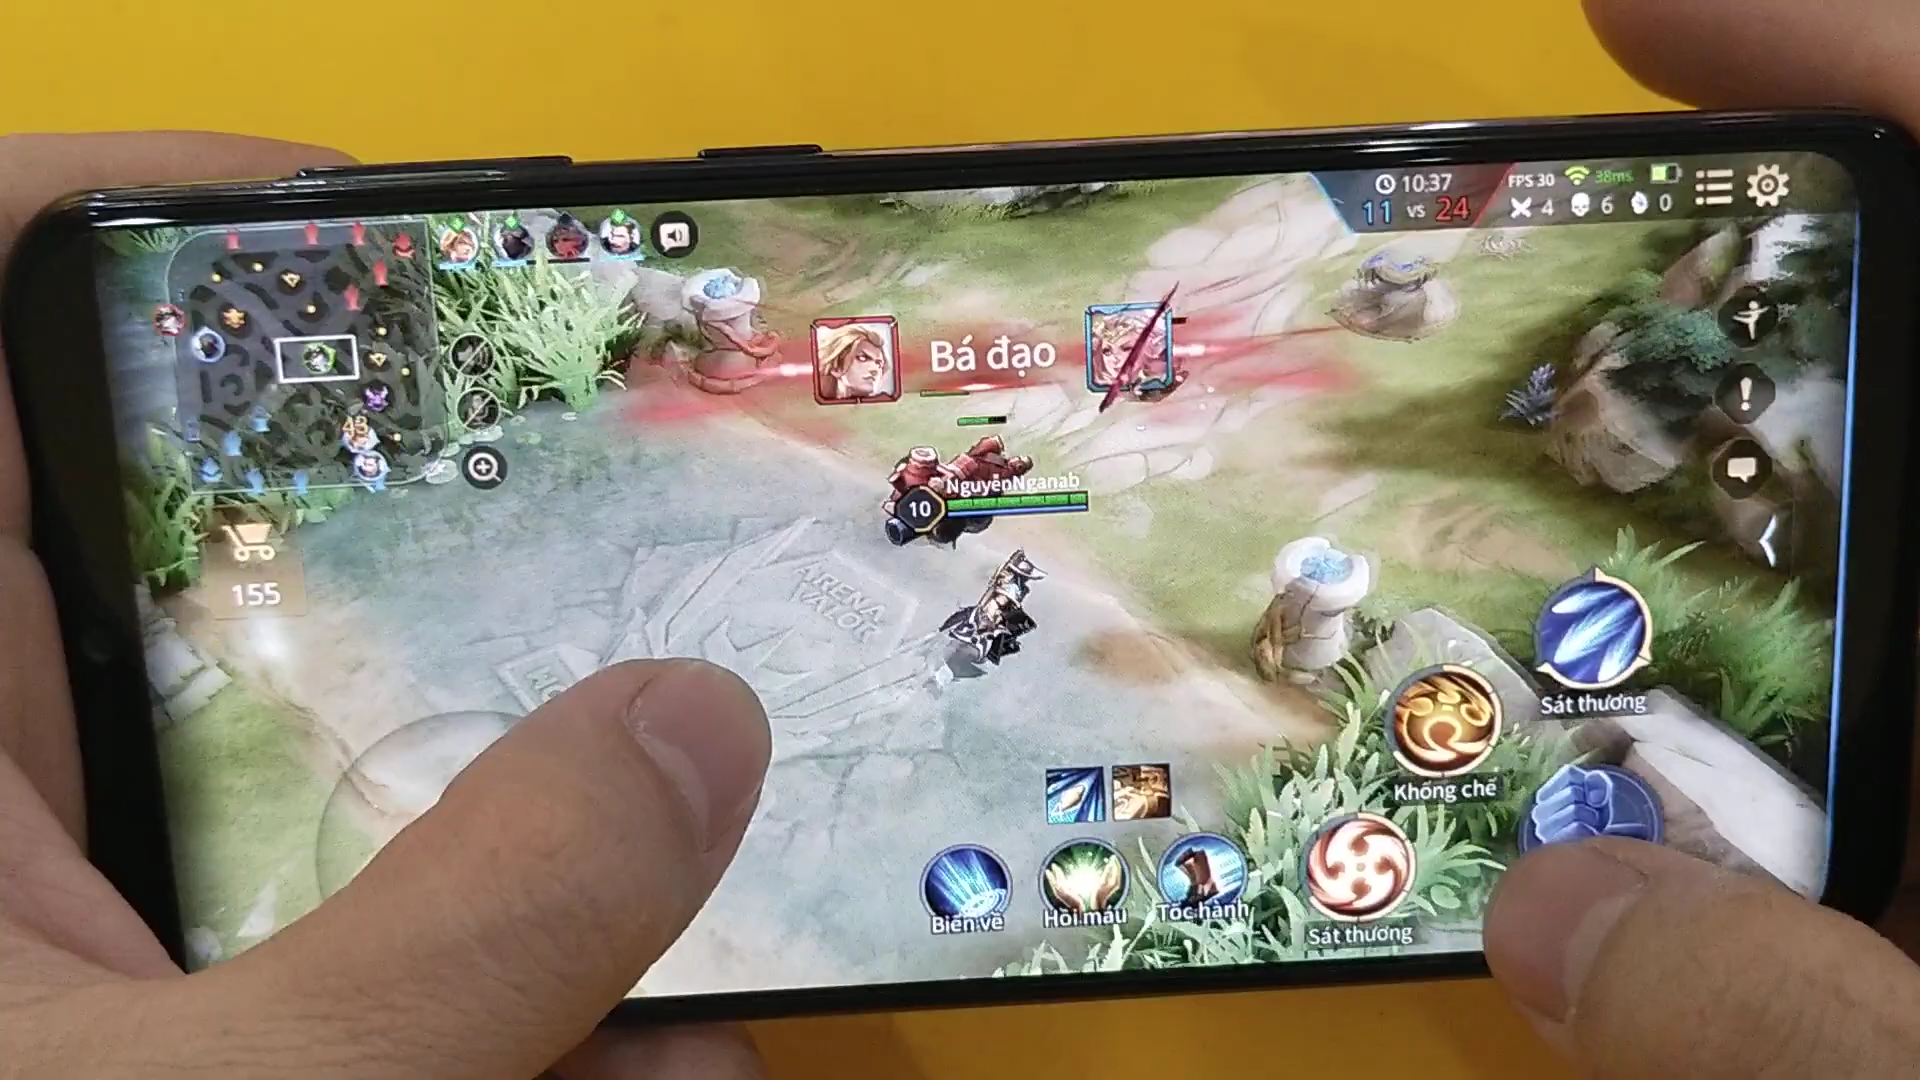 10:37
11 vs 24
FPS 30
38ms
4
6
0
Bá đạo
43
NguyễnNganab
10
155
ARENA
VALOR
Sát thương
Khống chế
Biến về
Hồi máu
Tốc hành
Sát thương